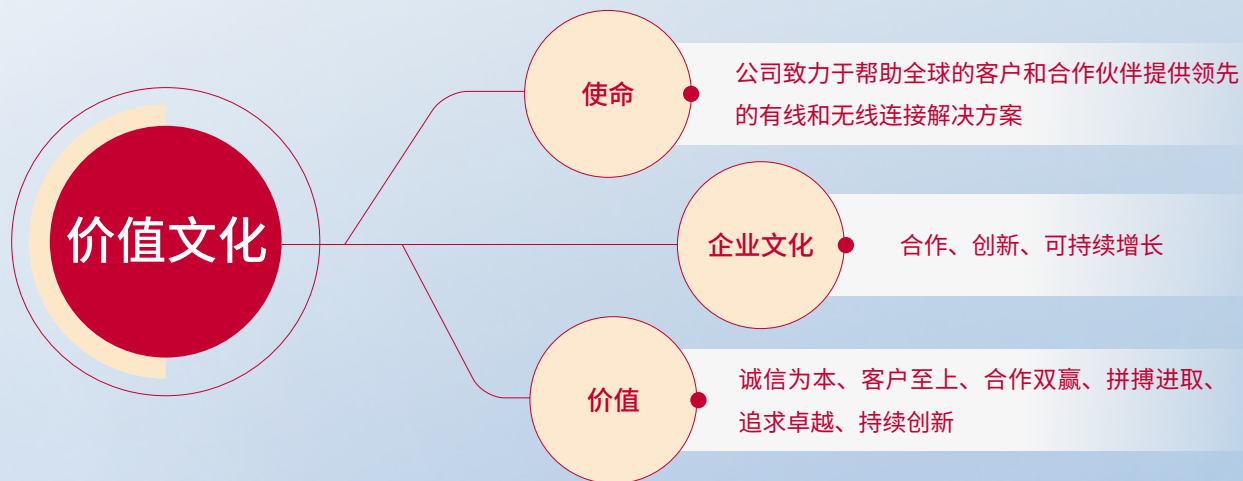 价值文化
使命
公司致力于帮助全球的客户和合作伙伴提供领先
的有线和无线连接解决方案
企业文化
合作、创新、可持续增长
价值
诚信为本、客户至上、合作双赢、拼搏进取、
追求卓越、持续创新